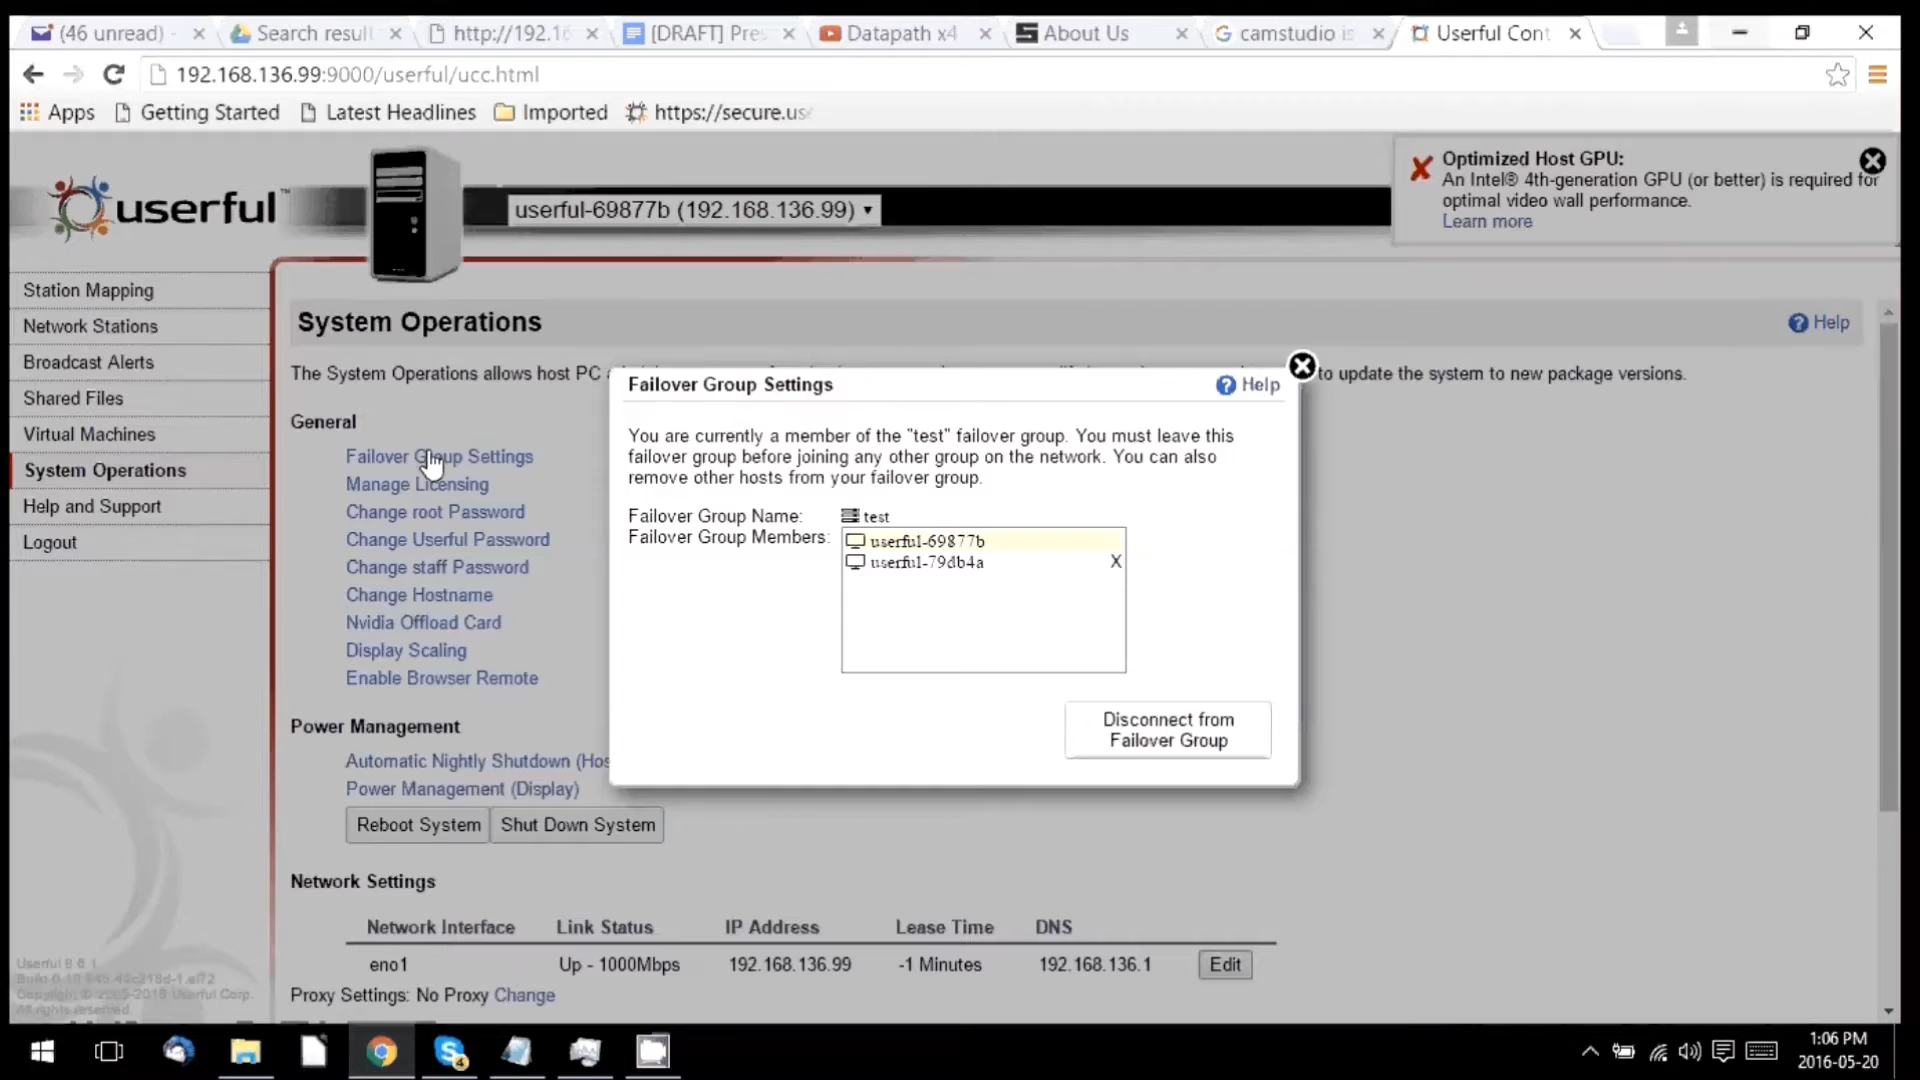 (46 unread) -
Search result
http://192.16
[DRAFT] Pre
Datapath x4
About Us
camstudio is
Userful Cont
192.168.136.99:9000/userful/ucc.html
Apps
Getting Started
Latest Headlines
Imported
https://secure.us
userful™
userful-69877b (192.168.136.99)
Optimized Host GPU:
An Intel® 4th-generation GPU (or better) is required for
optimal video wall performance.
Learn more
Station Mapping
Network Stations
Broadcast Alerts
Shared Files
Virtual Machines
System Operations
Help and Support
Logout
System Operations
Help
The System Operations allows host PC
to update the system to new package versions.
General
Failover Group Settings
Manage Licensing
Change root Password
Change Userful Password
Change staff Password
Change Hostname
Nvidia Offload Card
Display Scaling
Enable Browser Remote
Failover Group Settings
Help
You are currently a member of the "test" failover group. You must leave this
failover group before joining any other group on the network. You can also
remove other hosts from your failover group.
Failover Group Name: test
Failover Group Members:
userful-69877b
userful-79db4a X
Disconnect from
Failover Group
Power Management
Automatic Nightly Shutdown (Hos
Power Management (Display)
Reboot System
Shut Down System
Network Settings
Network Interface Link Status IP Address Lease Time DNS
eno1 Up - 1000Mbps 192.168.136.99 -1 Minutes 192.168.136.1 Edit
Proxy Settings: No Proxy Change
Copyright © 2005-2016 Userful Corp.
All rights reserved.
4
1:06 PM
2016-05-20